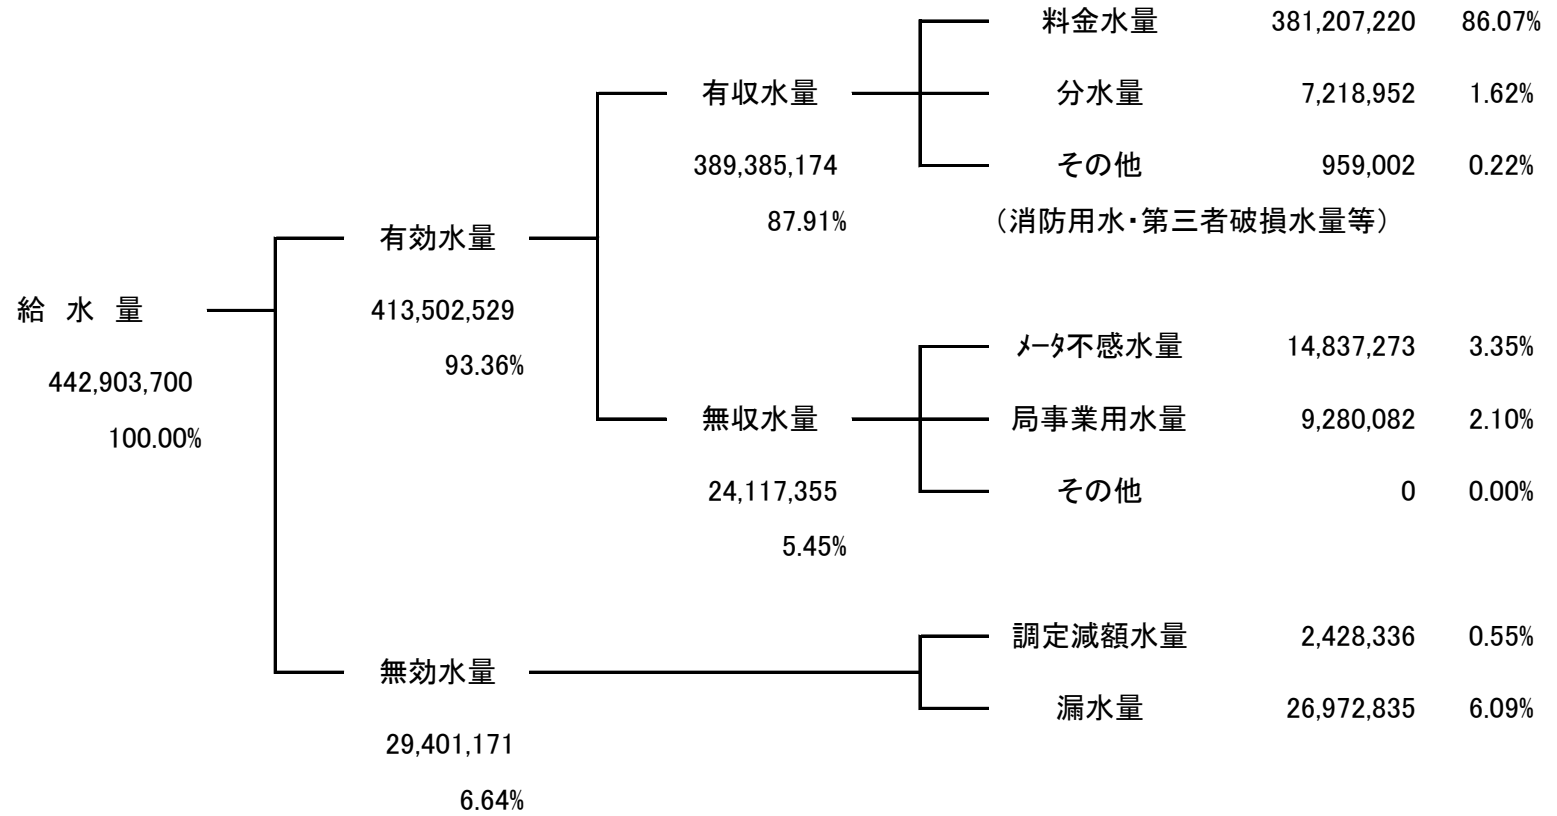 料金水量 381,207,220 86.07%
有収水量 分水量 7,218,952 1.62%
389,385,174 その他 959,002 0.22%
87.91% （消防用水・第三者破損水量等）
有効水量
給 水 量 413,502,529
ﾒｰﾀ不感水量 14,837,273 3.35%
93.36%
442,903,700
無収水量 局事業用水量 9,280,082 2.10%
100.00%
24,117,355 その他 0 0.00%
5.45%
調定減額水量 2,428,336 0.55%
無効水量
漏水量 26,972,835 6.09%
29,401,171
6.64%